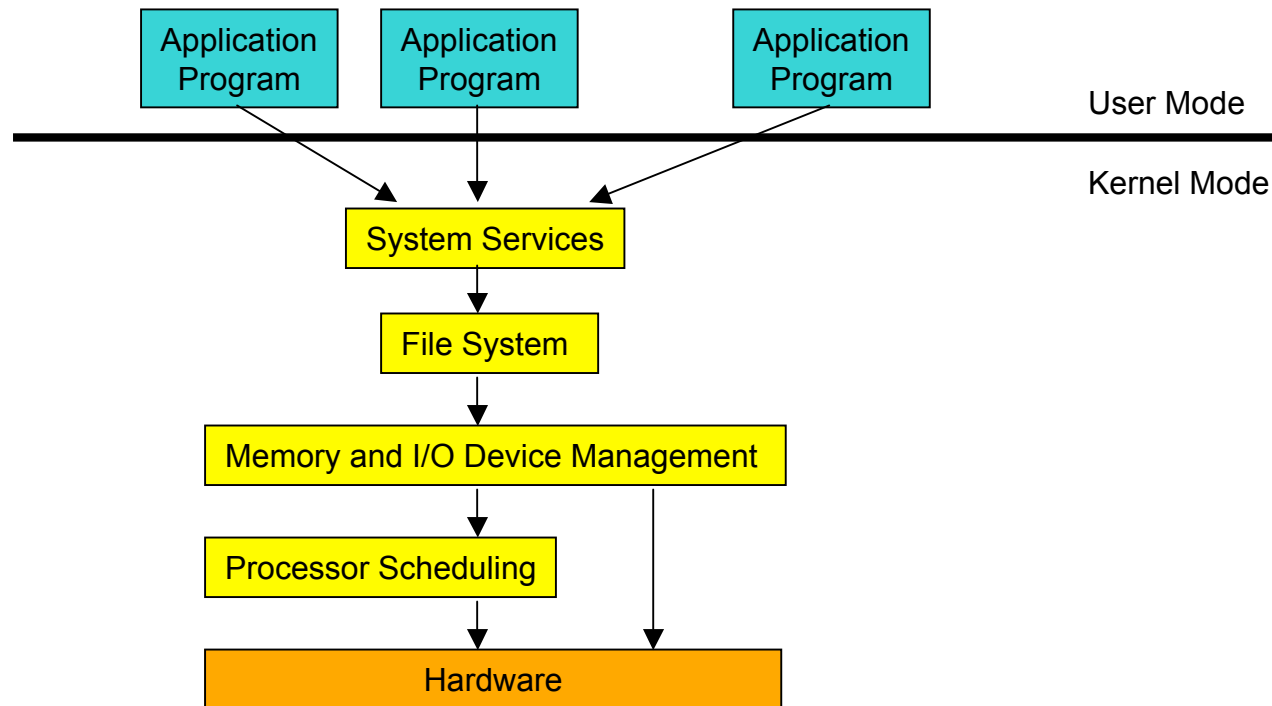 Application
Program
Application
Program
Application
Program
User Mode
Kernel Mode
System Services
File System
Memory and I/O Device Management
Processor Scheduling
Hardware